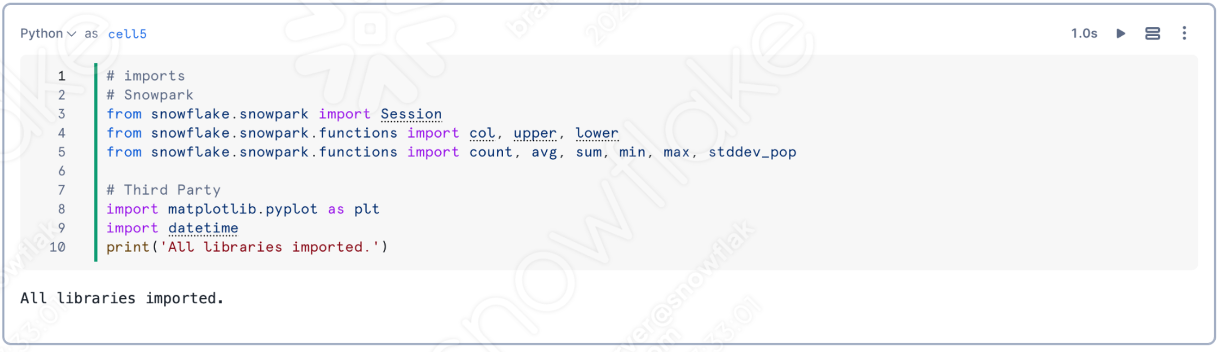 Python as cell5
1.0s
1 # imports
2 # Snowpark
3 from snowflake.snowpark import Session
4 from snowflake.snowpark.functions import col, upper, lower
5 from snowflake.snowpark.functions import count, avg, sum, min, max, stddev_pop
6
7 # Third Party
8 import matplotlib.pyplot as plt
9 import datetime
10 print('All libraries imported.')
All libraries imported.
snowflake